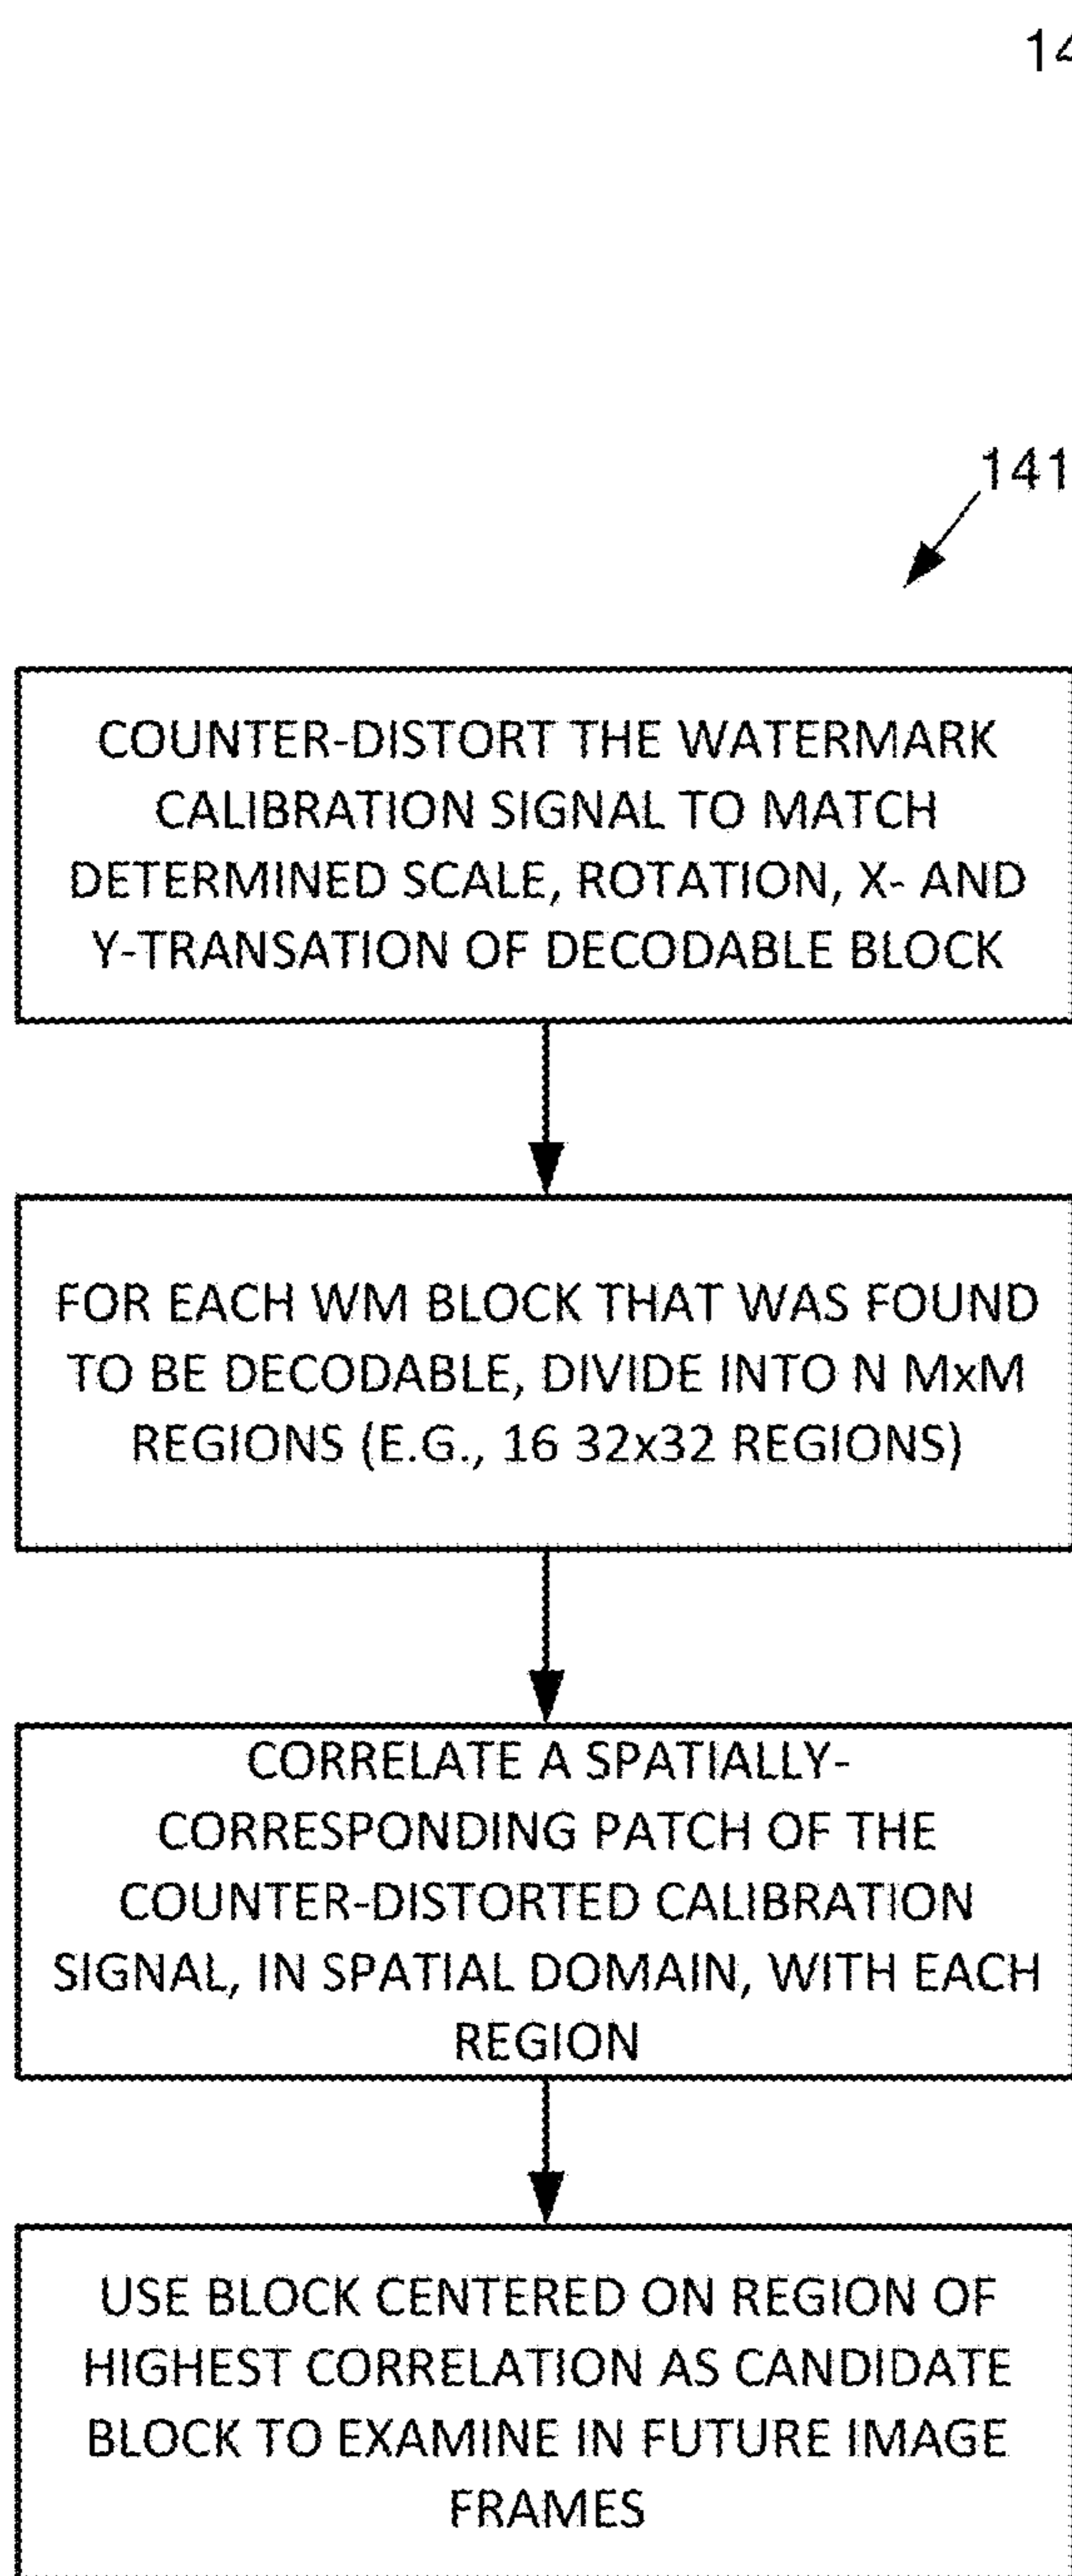 14
141
COUNTER-DISTORT THE WATERMARK
CALIBRATION SIGNAL TO MATCH
DETERMINED SCALE, ROTATION, X- AND
Y-TRANSATION OF DECODABLE BLOCK
FOR EACH WM BLOCK THAT WAS FOUND
TO BE DECODABLE, DIVIDE INTO N MxM
REGIONS (E.G., 16 32x32 REGIONS)
CORRELATE A SPATIALLY-
CORRESPONDING PATCH OF THE
COUNTER-DISTORTED CALIBRATION
SIGNAL, IN SPATIAL DOMAIN, WITH EACH
REGION
USE BLOCK CENTERED ON REGION OF
HIGHEST CORRELATION AS CANDIDATE
BLOCK TO EXAMINE IN FUTURE IMAGE
FRAMES